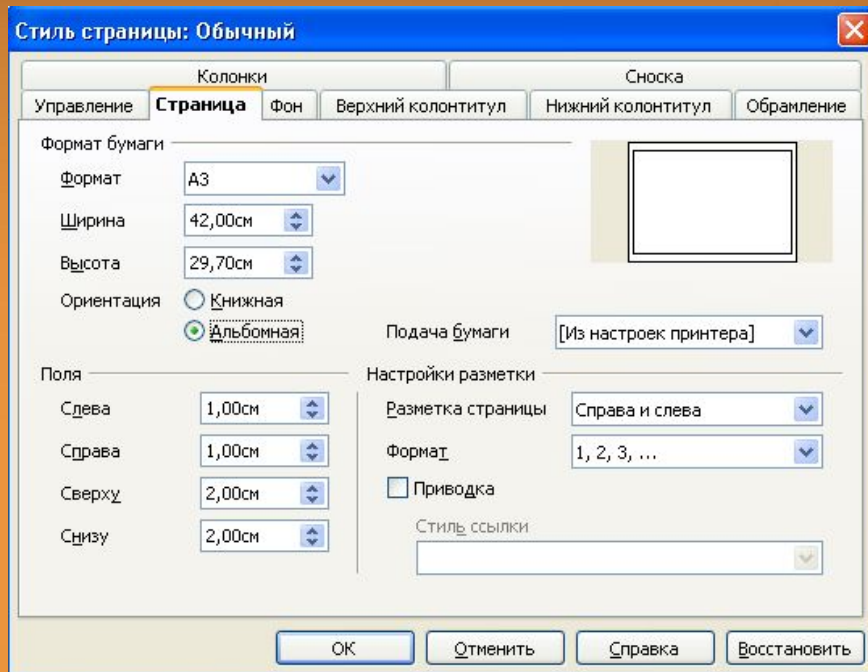 Стиль страницы: Обычный
Колонки Сноска
Управление Страница Фон Верхний колонтитул Нижний колонтитул Обрамление
Формат бумаги
Формат А3
Ширина 42,00см
Высота 29,70см
Ориентация Книжная
Альбомная Подача бумаги [Из настроек принтера]
Поля Настройки разметки
Слева 1,00см Разметка страницы Справа и слева
Справа 1,00см Формат 1, 2, 3, ...
Сверху 2,00см Приводка
Снизу 2,00см Стиль ссылки
ОК Отменить Справка Восстановить